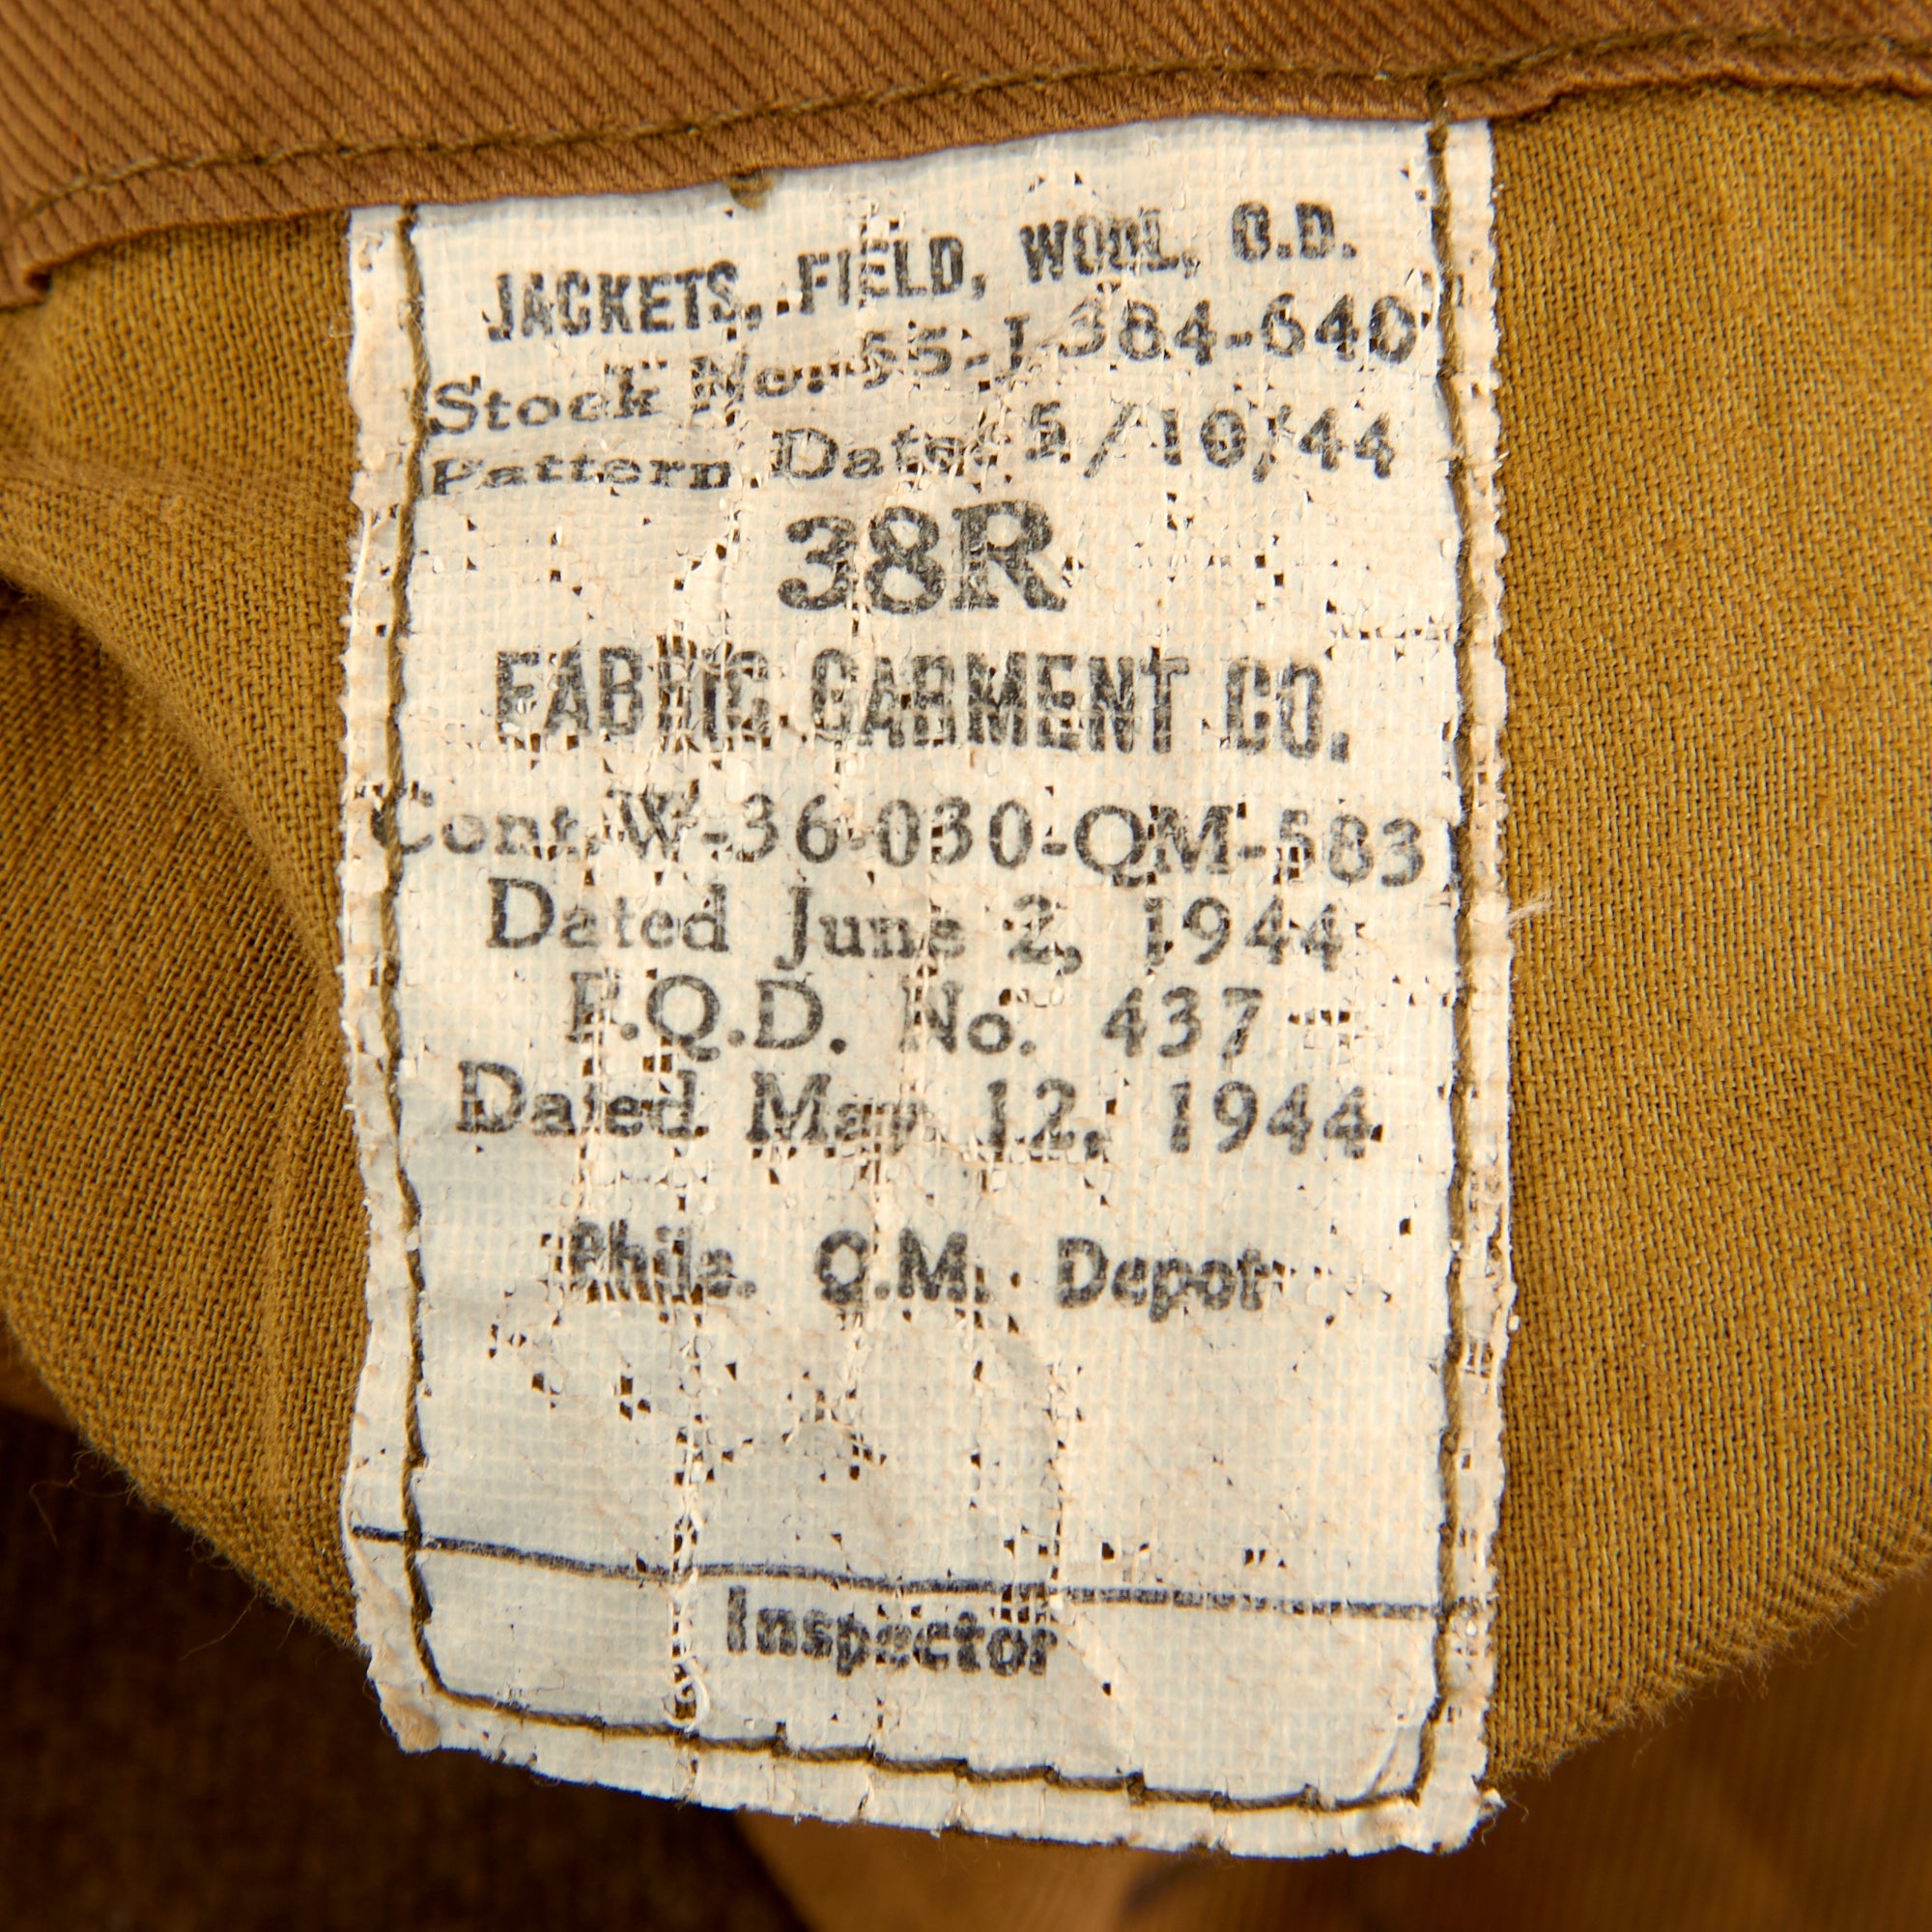 JACKETS, FIELD, WOOL, O.D.
Stock No. 55-J-384-640
Pattern Date 5/10/44
38R
FABRIC GARMENT CO.
Cont. W-36-030-QM-583
Dated June 2, 1944
P.Q.D. No. 437
Dated May 12, 1944
Phila. Q.M. Depot
Inspector